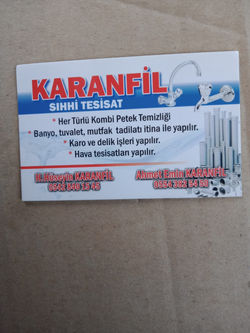 KARANFİL
SIHHİ TESİSAT
* Her Türlü Kombi Petek Temizliği
* Banyo, tuvalet, mutfak tadilatı itina ile yapılır.
* Karo ve delik işleri yapılır.
* Hava tesisatları yapılır.
KARANFİL
Ahmet Emin KARANFİL